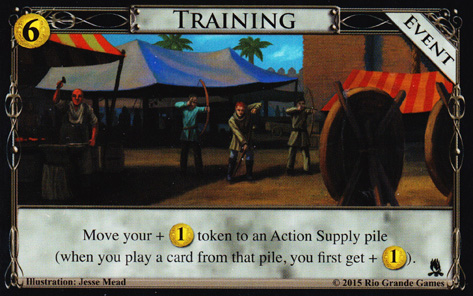 6
TRAINING
EVENT
Move your + 1 token to an Action Supply pile
(when you play a card from that pile, you first get + 1 ).
Illustration: Jesse Mead
© 2015 Rio Grande Games